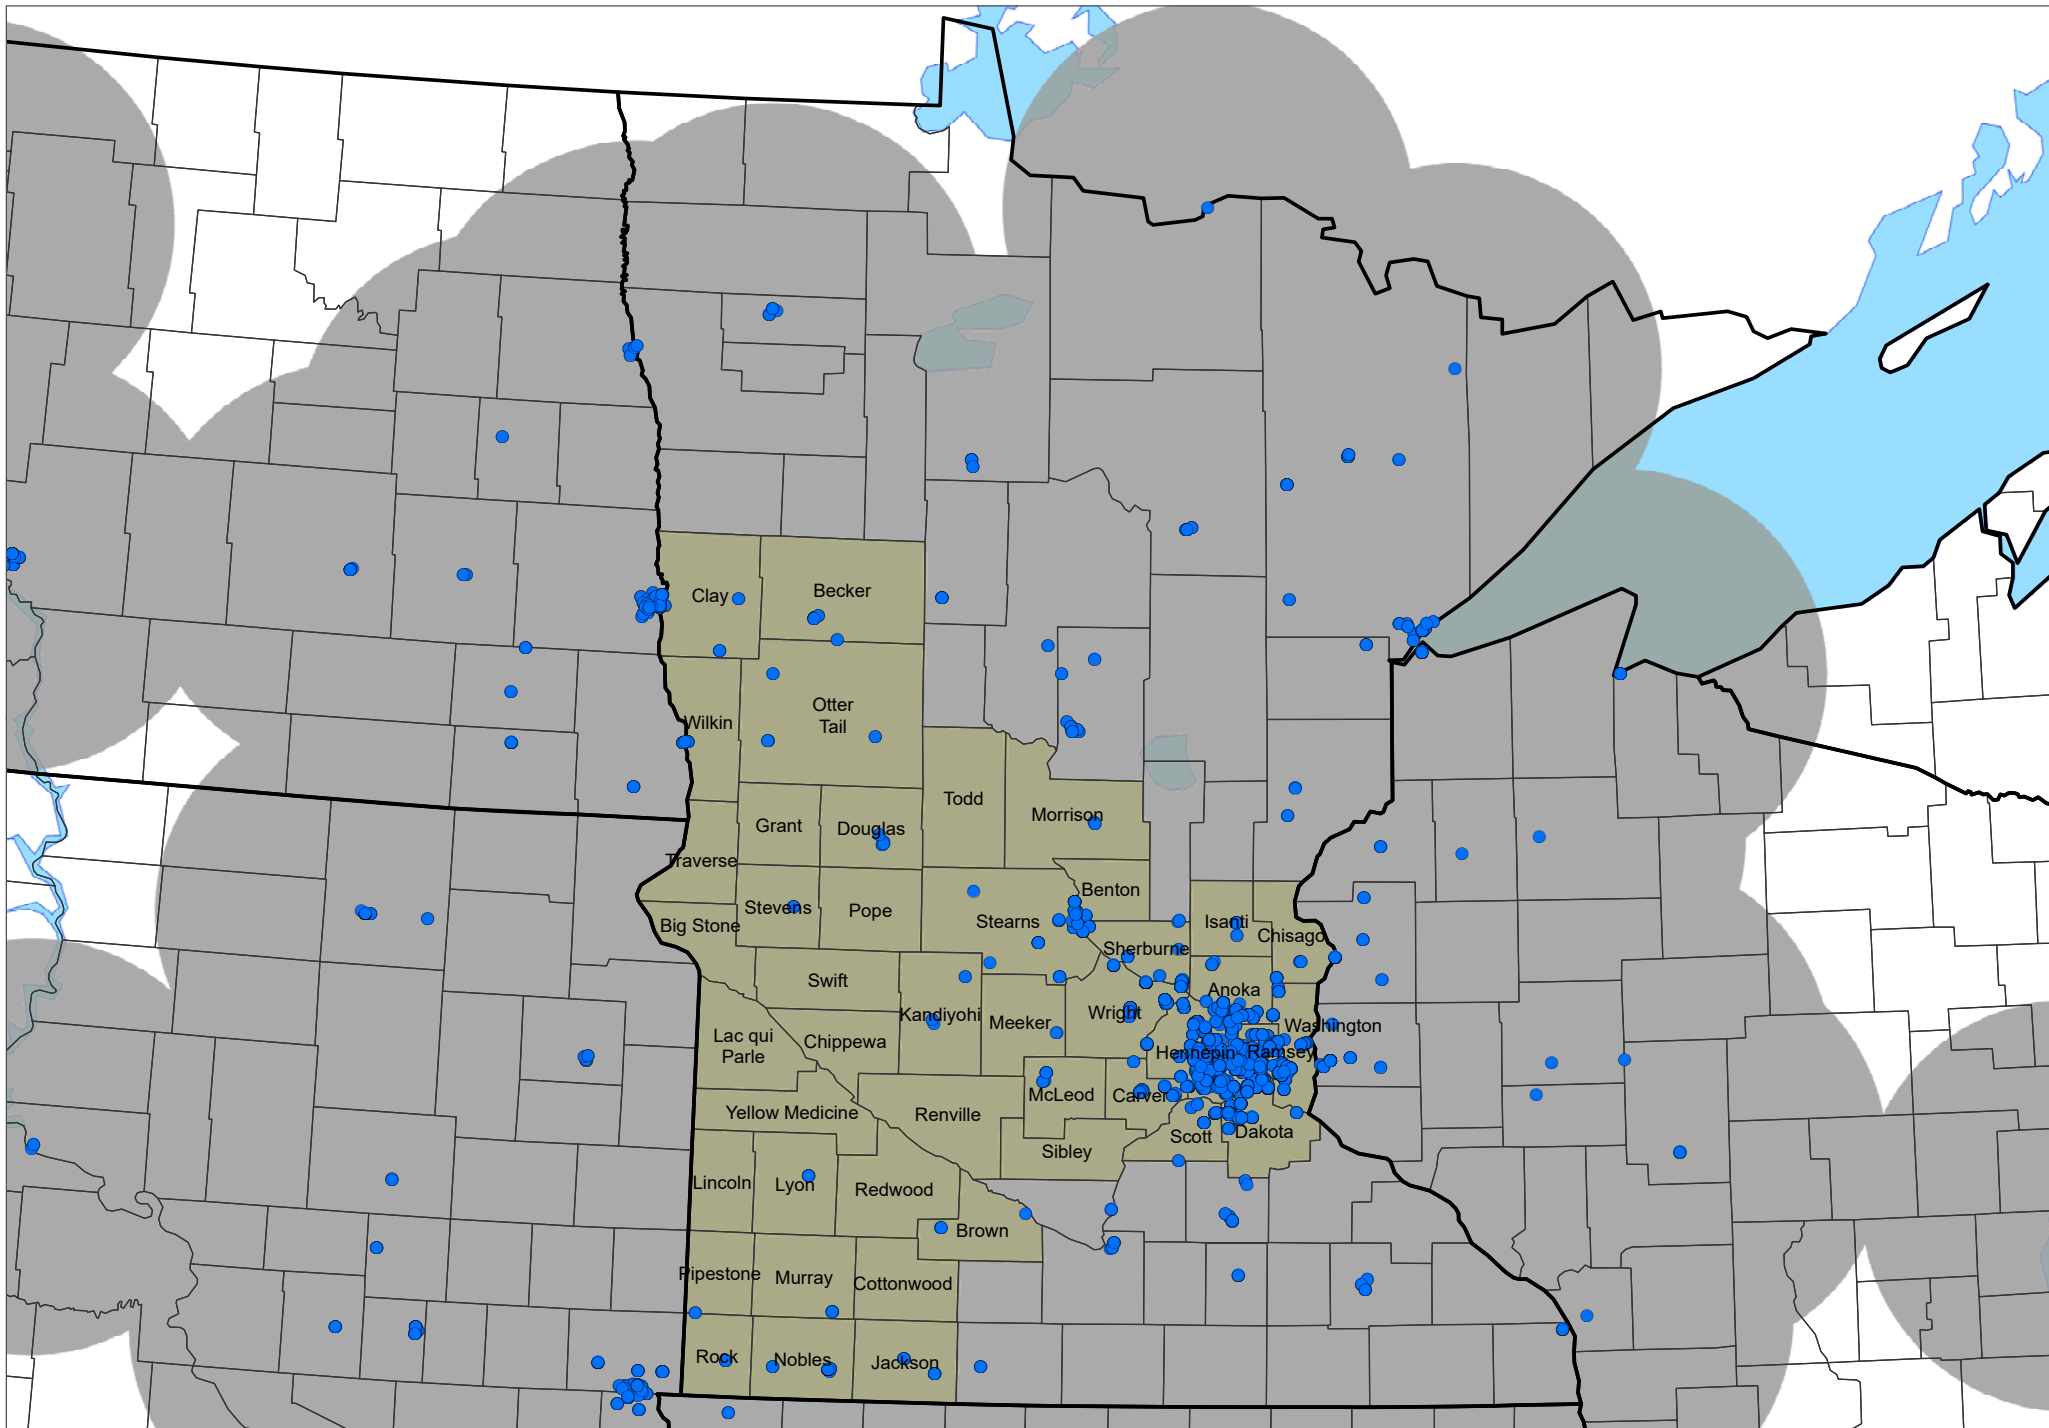 Clay
Becker
Otter
Tail
Wilkin
Todd
Morrison
Grant
Douglas
Traverse
Benton
Stevens
Pope
Stearns
Isanti
Big Stone
Chisago
Sherburne
Swift
Anoka
Kandiyohi
Meeker
Wright
Washington
Lac qui
Parle
Chippewa
Hennepin
Ramsey
McLeod
Carver
Yellow Medicine
Renville
Scott
Dakota
Sibley
Lincoln
Lyon
Redwood
Brown
Pipestone
Murray
Cottonwood
Rock
Nobles
Jackson